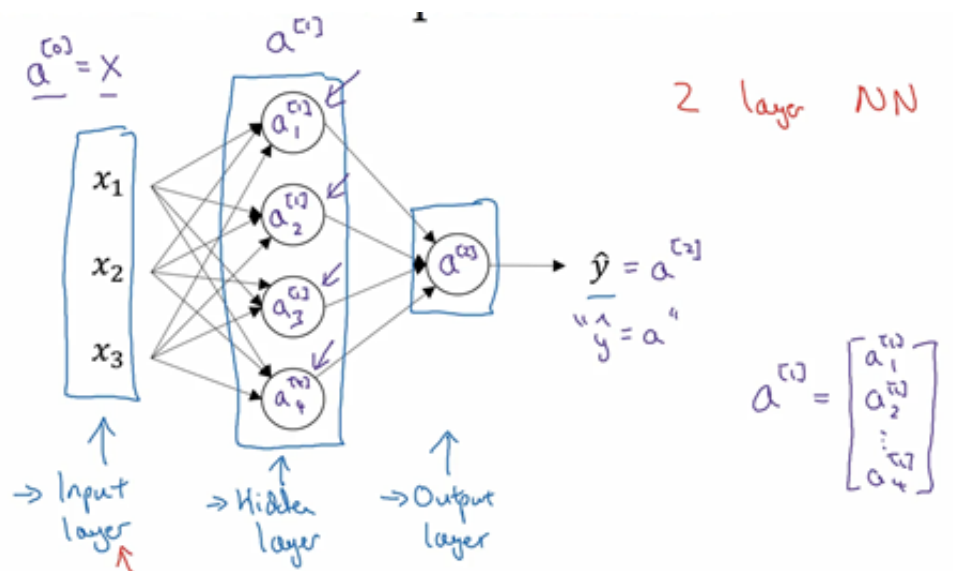 a^[1]
a^[0] = X
2 layer NN
x₁
x₂
x₃
a₁^[1]
a₂^[1]
a₃^[1]
a₄^[1]
a^[2]
ŷ = a^[2]
"ŷ = a"
a^[1] = [a₁^[1]
a₂^[1]
⋮
a₄^[1]]
→ Input
layer
→ Hidden
layer
→ Output
layer